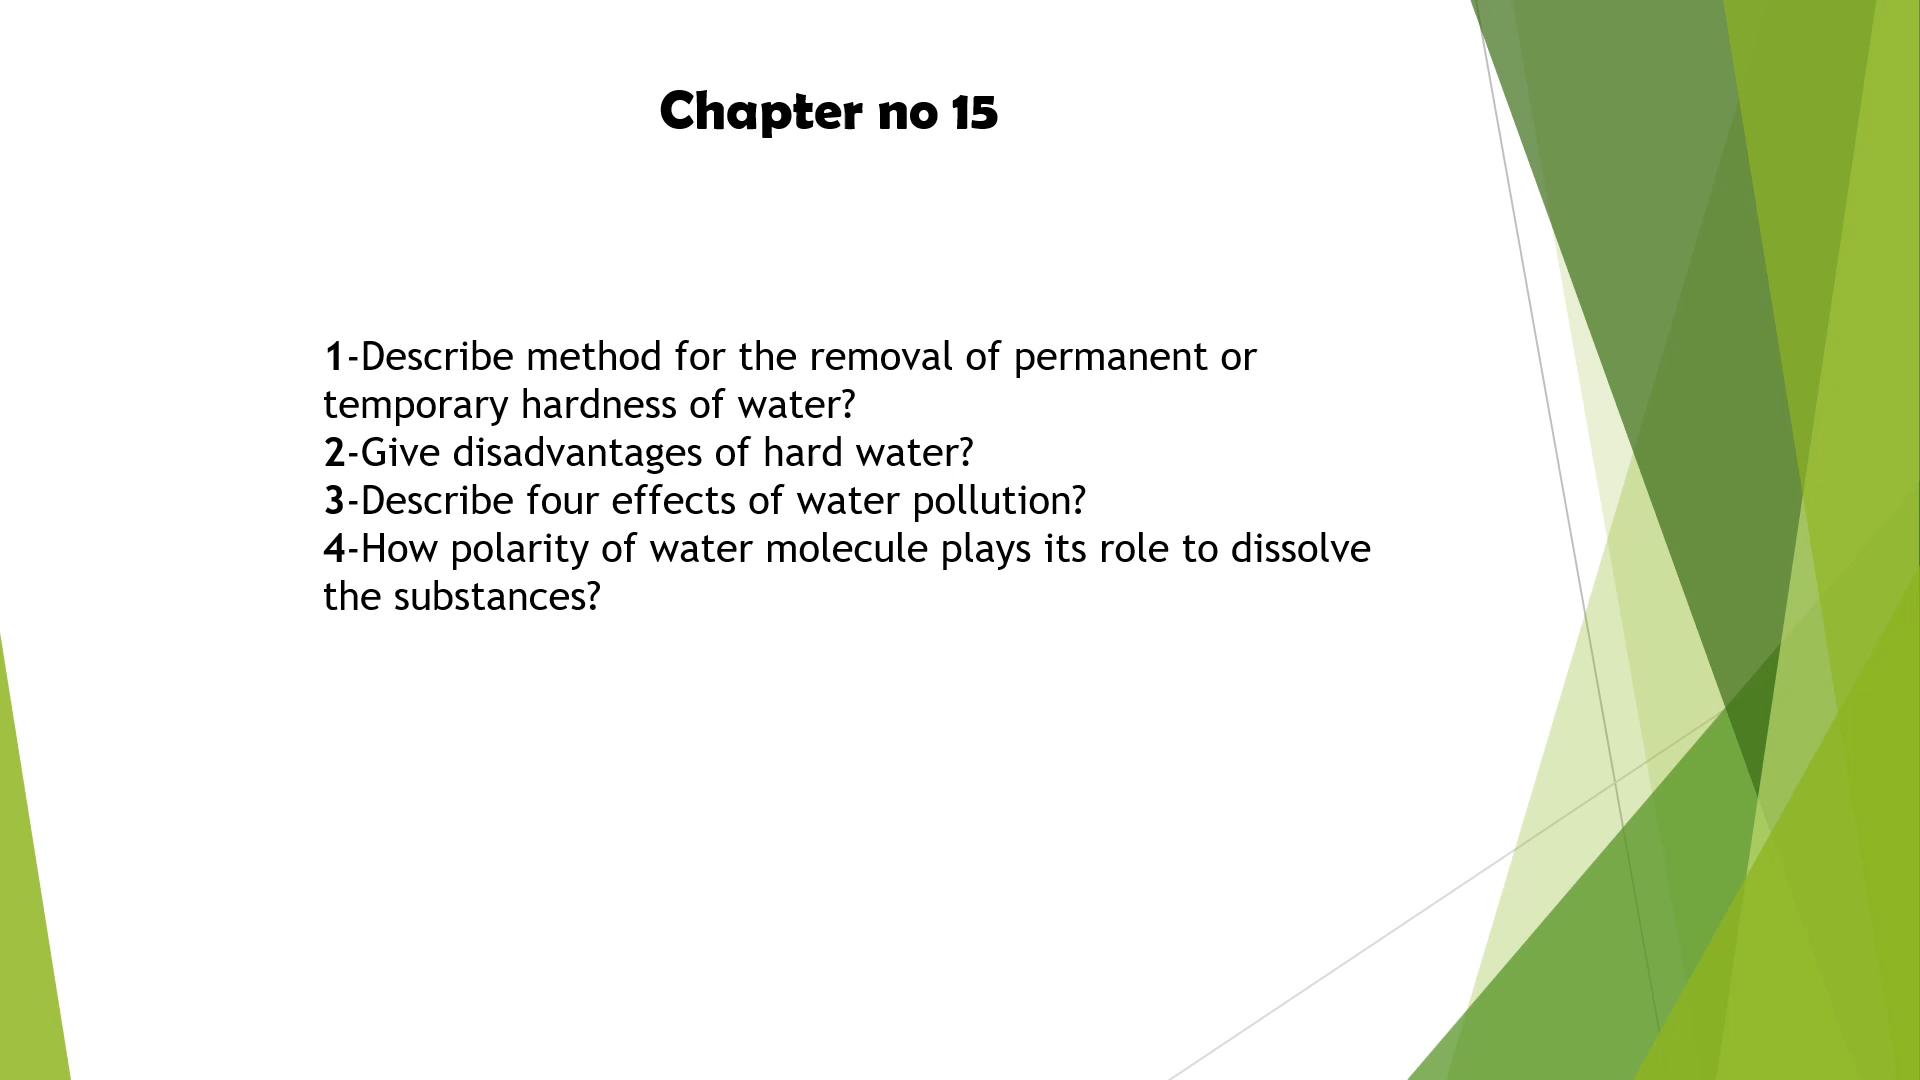 Chapter no 15
1-Describe method for the removal of permanent or
temporary hardness of water?
2-Give disadvantages of hard water?
3-Describe four effects of water pollution?
4-How polarity of water molecule plays its role to dissolve
the substances?